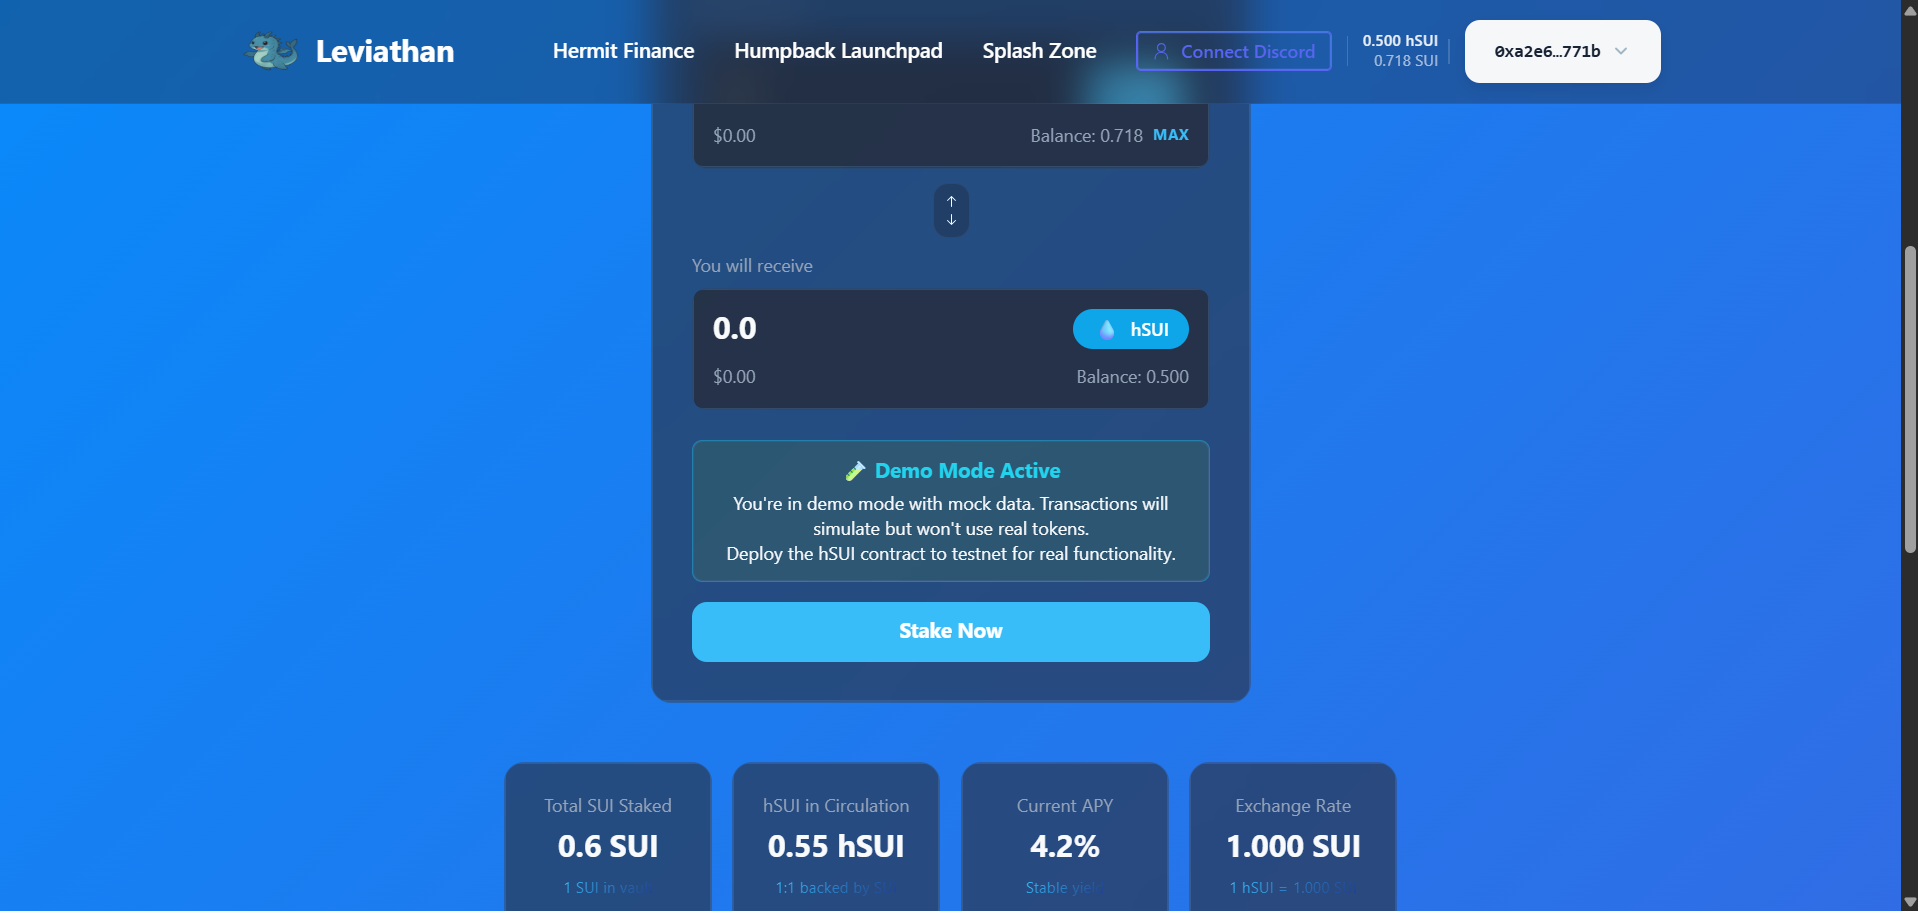 Leviathan
Hermit Finance
Humpback Launchpad
Splash Zone
Connect Discord
0.500 hSUI
0.718 SUI
0xa2e6...771b
$0.00
Balance: 0.718 MAX
You will receive
0.0
hSUI
$0.00
Balance: 0.500
Demo Mode Active
You're in demo mode with mock data. Transactions will
simulate but won't use real tokens.
Deploy the hSUI contract to testnet for real functionality.
Stake Now
Total SUI Staked
0.6 SUI
1 SUI in vault
hSUI in Circulation
0.55 hSUI
1:1 backed by
Current APY
4.2%
Stable yield
Exchange Rate
1.000 SUI
1 hSUI = 1.000